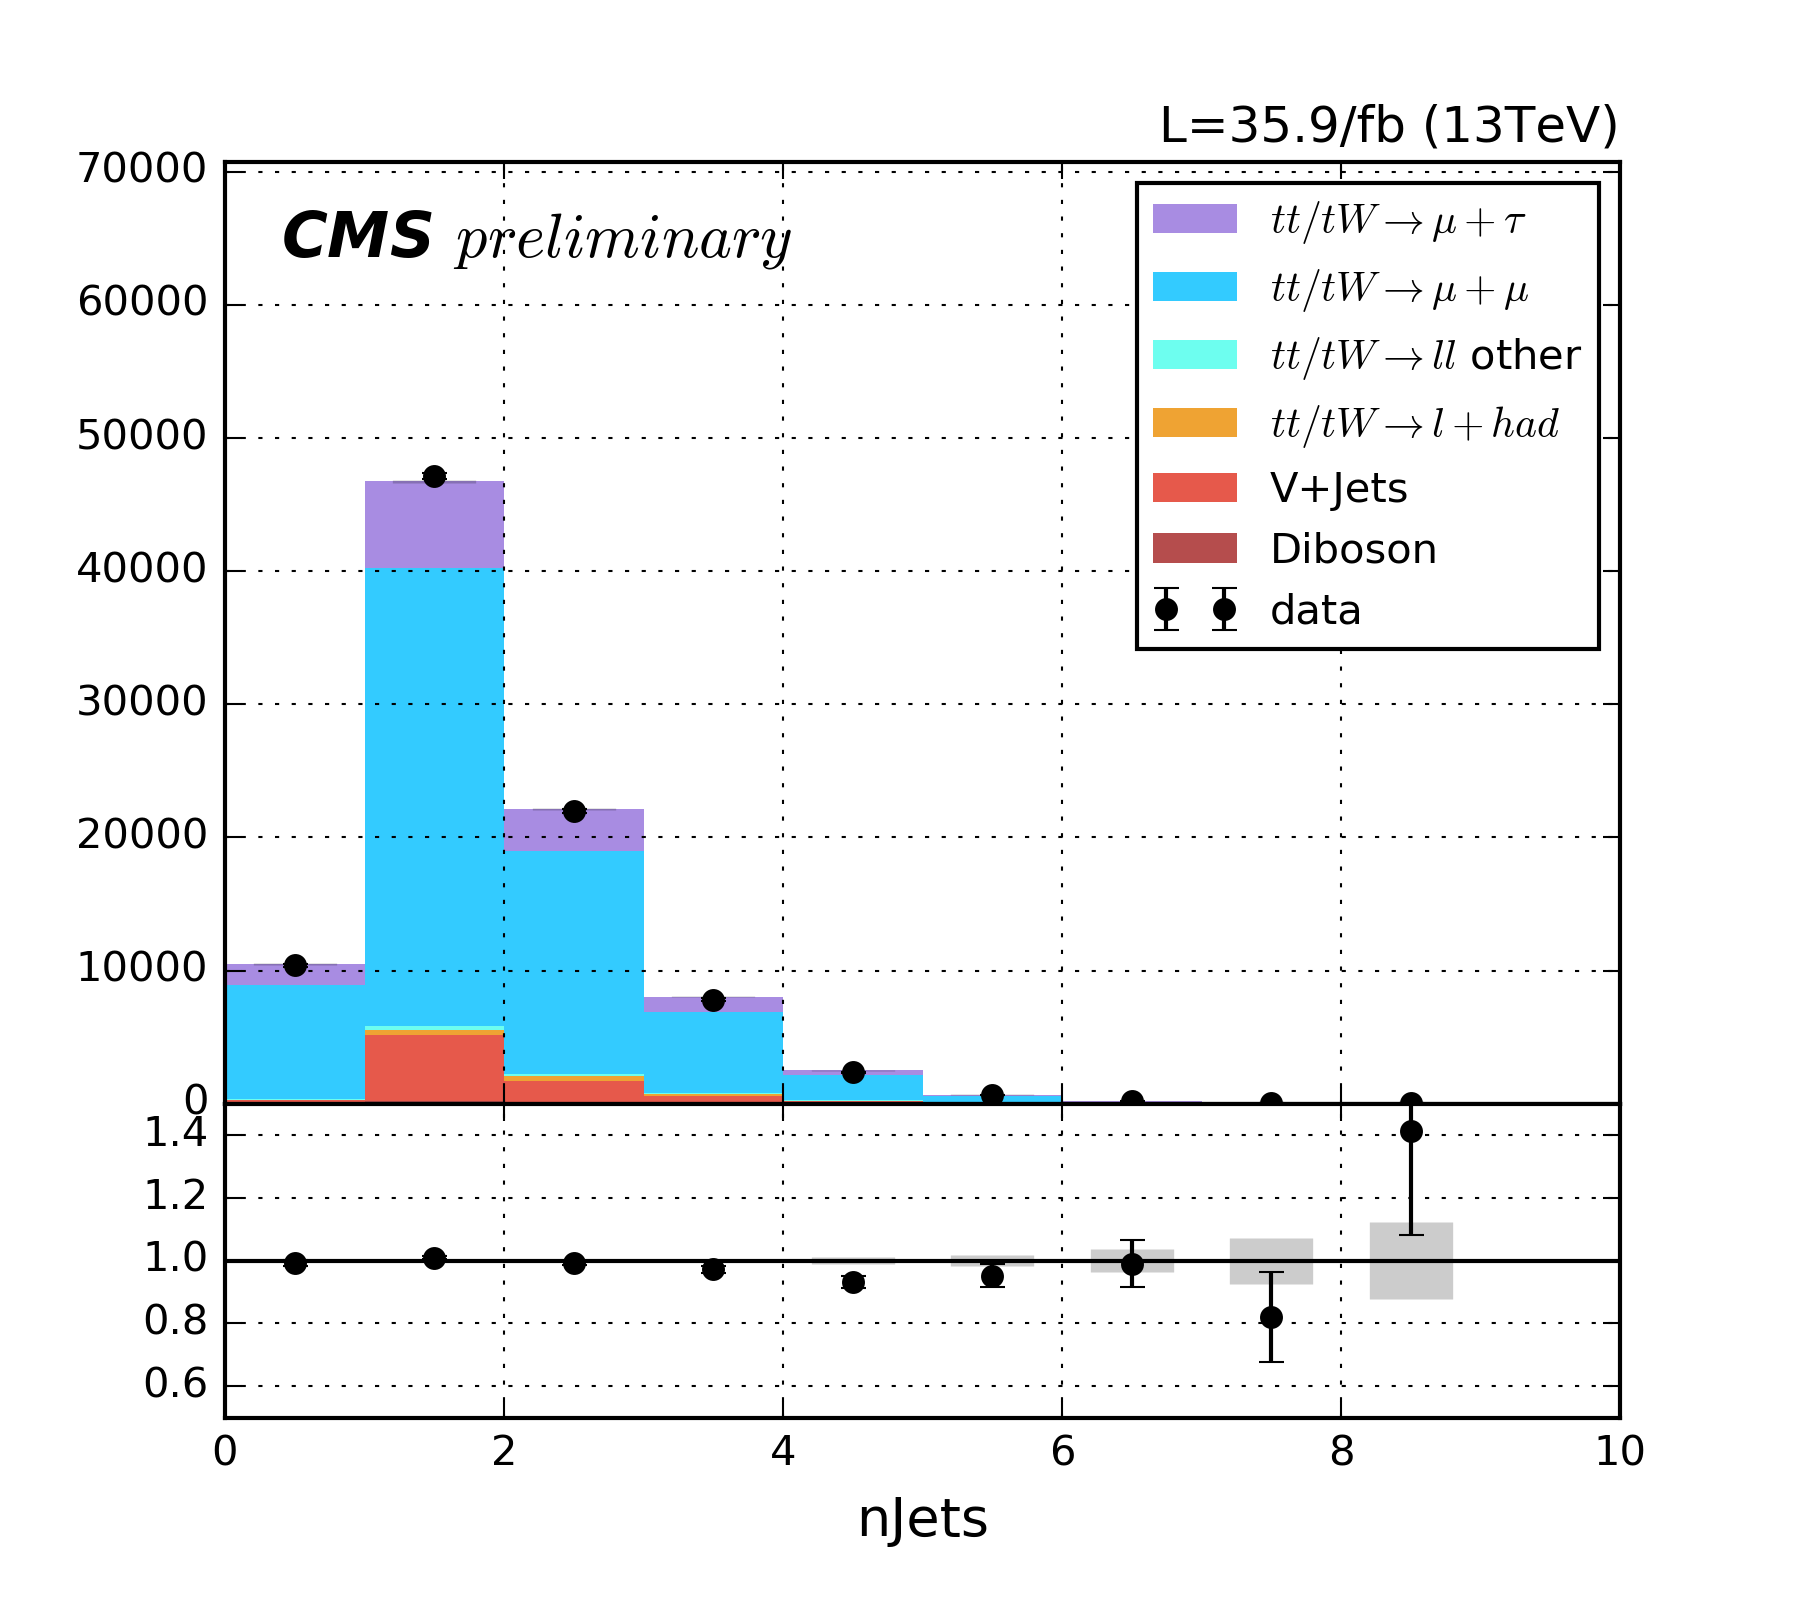 L=35.9/fb (13TeV)
CMS preliminary
70000
60000
50000
40000
30000
20000
10000
0
tt/tW→μ+τ
tt/tW→μ+μ
tt/tW→ll other
tt/tW→l+had
V+Jets
Diboson
data
1.4
1.2
1.0
0.8
0.6
0 2 4 6 8 10
nJets